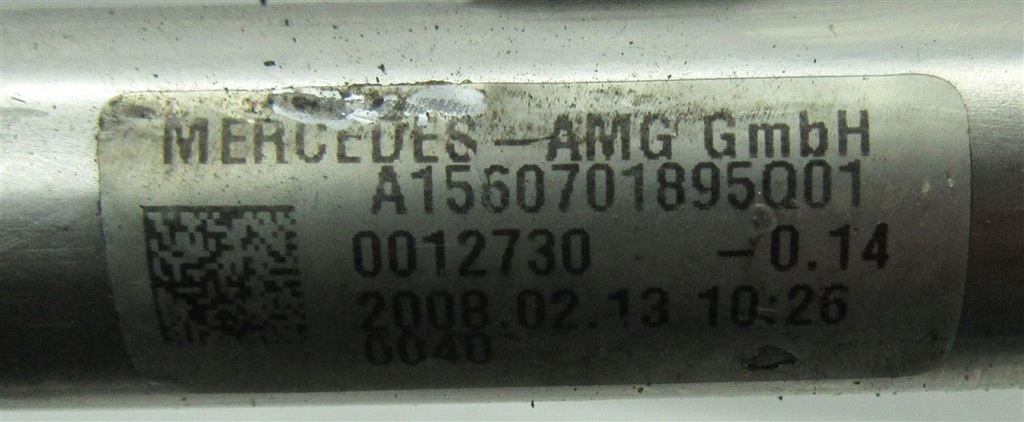 MERCEDES-AMG GmbH
A1560701895Q01
0012730 -0.14
2008.02.13 10:26
0040